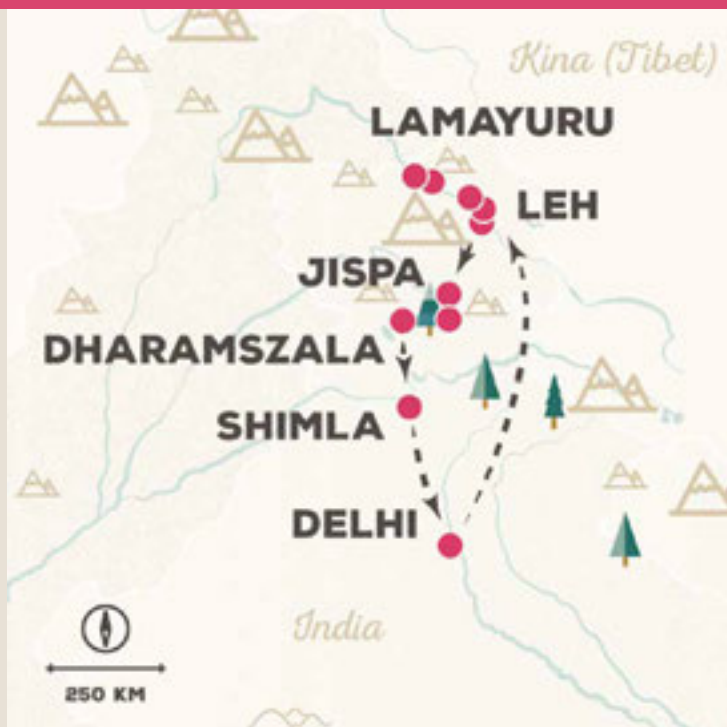 Kina (Tibet)
LAMAYURU
LEH
JISPA
DHARAMSZALA
SHIMLA
DELHI
India
250 KM